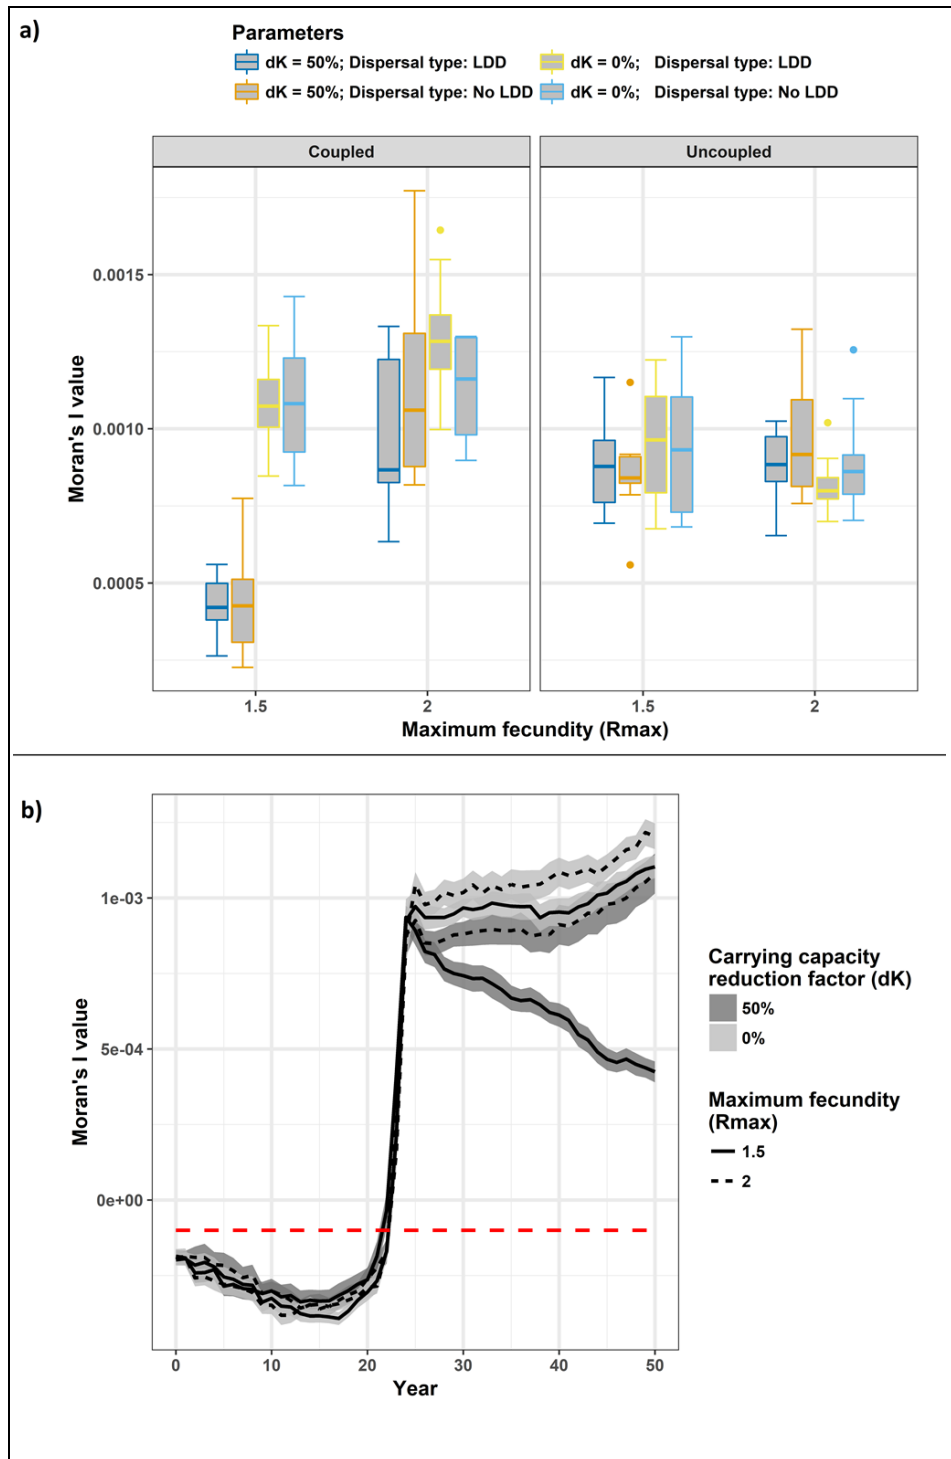 a)
Parameters
dK = 50%; Dispersal type: LDD
dK = 0%; Dispersal type: LDD
dK = 50%; Dispersal type: No LDD
dK = 0%; Dispersal type: No LDD
Coupled
Uncoupled
Moran's I value
0.0015
0.0010
0.0005
1.5
2
1.5
2
Maximum fecundity (Rmax)
b)
Moran's I value
1e-03
5e-04
0e+00
0
10
20
30
40
50
Year
Carrying capacity
reduction factor (dK)
50%
0%
Maximum fecundity
(Rmax)
1.5
2